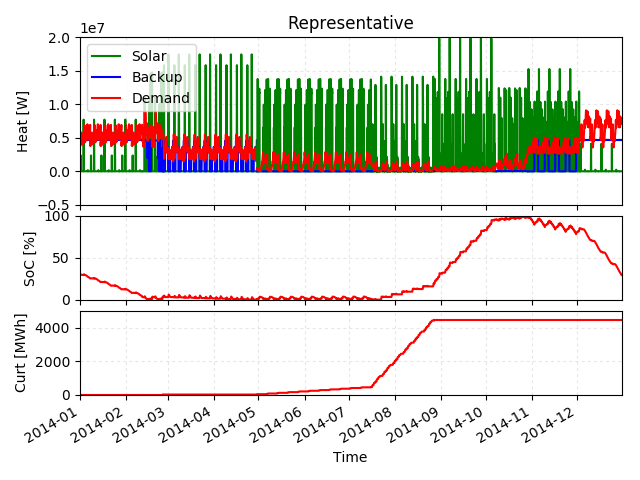 Representative
1e7
2.0
1.5
1.0
0.5
0.0
−0.5
Heat [W]
Solar
Backup
Demand
100
50
0
SoC [%]
4000
2000
0
Curt [MWh]
2014-01
2014-02
2014-03
2014-04
2014-05
2014-06
2014-07
2014-08
2014-09
2014-10
2014-11
2014-12
Time